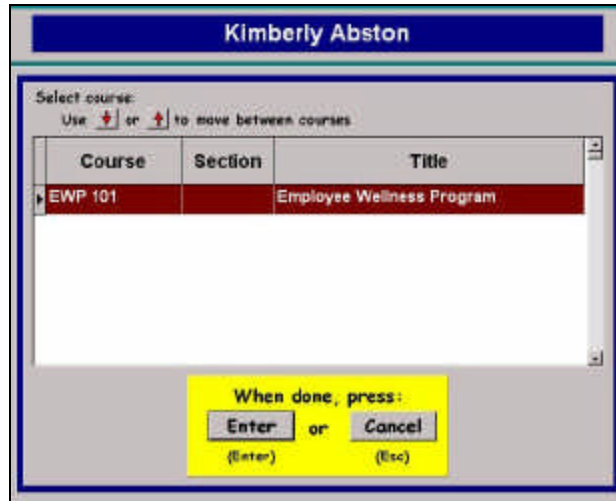 Kimberly Abston
Select course:
Use or to move between courses
Course Section Title
EWP 101 Employee Wellness Program
When done, press:
Enter or Cancel
(Enter) (Esc)